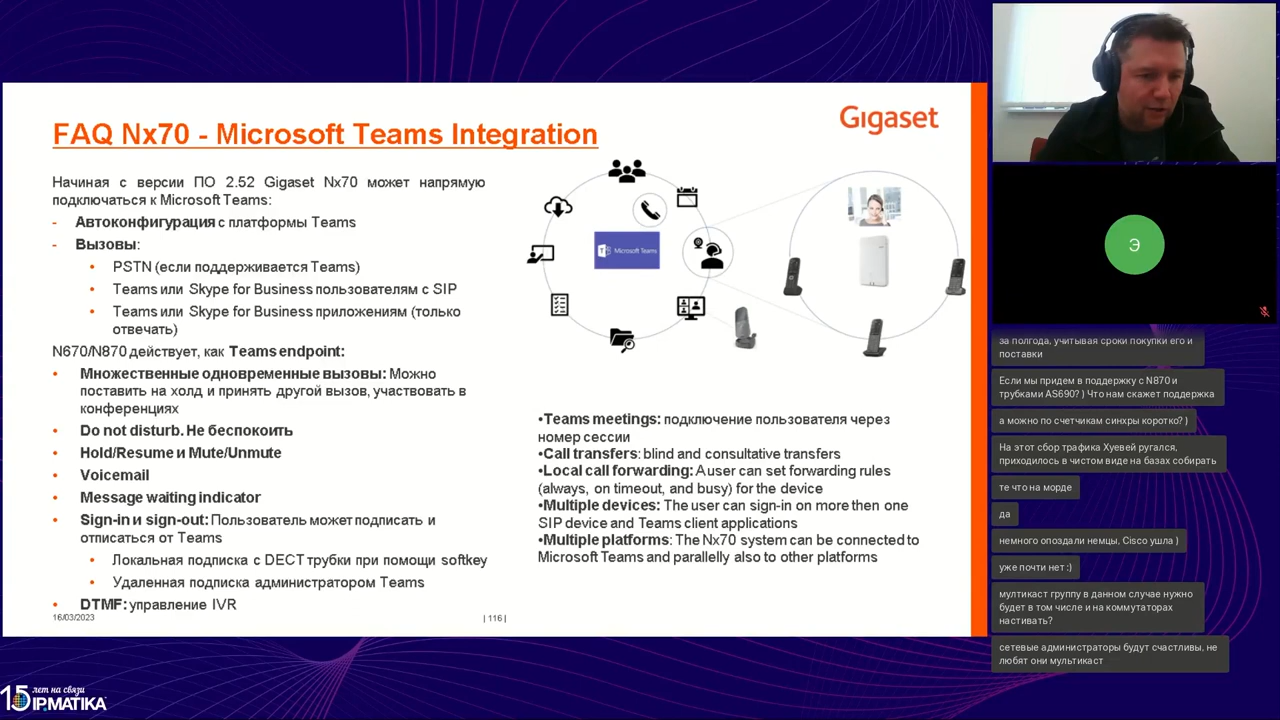 FAQ Nx70 - Microsoft Teams Integration
Gigaset
Начиная с версии ПО 2.52 Gigaset Nx70 может напрямую
подключаться к Microsoft Teams:
- Автоконфигурация с платформы Teams
- Вызовы:
• PSTN (если поддерживается Teams)
• Teams или Skype for Business пользователям с SIP
• Teams или Skype for Business приложениям (только
отвечать)
N670/N870 действует, как Teams endpoint:
• Множественные одновременные вызовы: Можно
поставить на холд и принять другой вызов, участвовать в
конференциях
• Do not disturb. Не беспокоить
• Hold/Resume и Mute/Unmute
• Voicemail
• Message waiting indicator
• Sign-in и sign-out: Пользователь может подписать и
отписаться от Teams
• Локальная подписка с DECT трубки при помощи softkey
• Удаленная подписка администратором Teams
• DTMF: управление IVR
16/03/2023
| 116 |
Microsoft Teams
•Teams meetings: подключение пользователя через
номер сессии
•Call transfers: blind and consultative transfers
•Local call forwarding: A user can set forwarding rules
(always, on timeout, and busy) for the device
•Multiple devices: The user can sign-on on more then one
SIP device and Teams client applications
•Multiple platforms: The Nx70 system can be connected to
Microsoft Teams and parallelly also to other platforms
Э
за полгода, учитывая сроки покупки его и
поставки
Если мы придем в поддержку с N870 и
трубками AS690? ) Что нам скажет поддержка
а можно по счетчикам синхры коротко? )
На этот сбор трафика Хуевей ругался,
приходилось в чистом виде на базах собирать
те что на морде
да
немного опоздали немцы, Cisco ушла )
уже почти нет :)
мултикаст группу в данном случае нужно
будет в том числе и на коммутаторах
настивать?
сетевые администраторы будут счастливы, не
любят они мультикаст
15 лет на связи
IPMATIKA